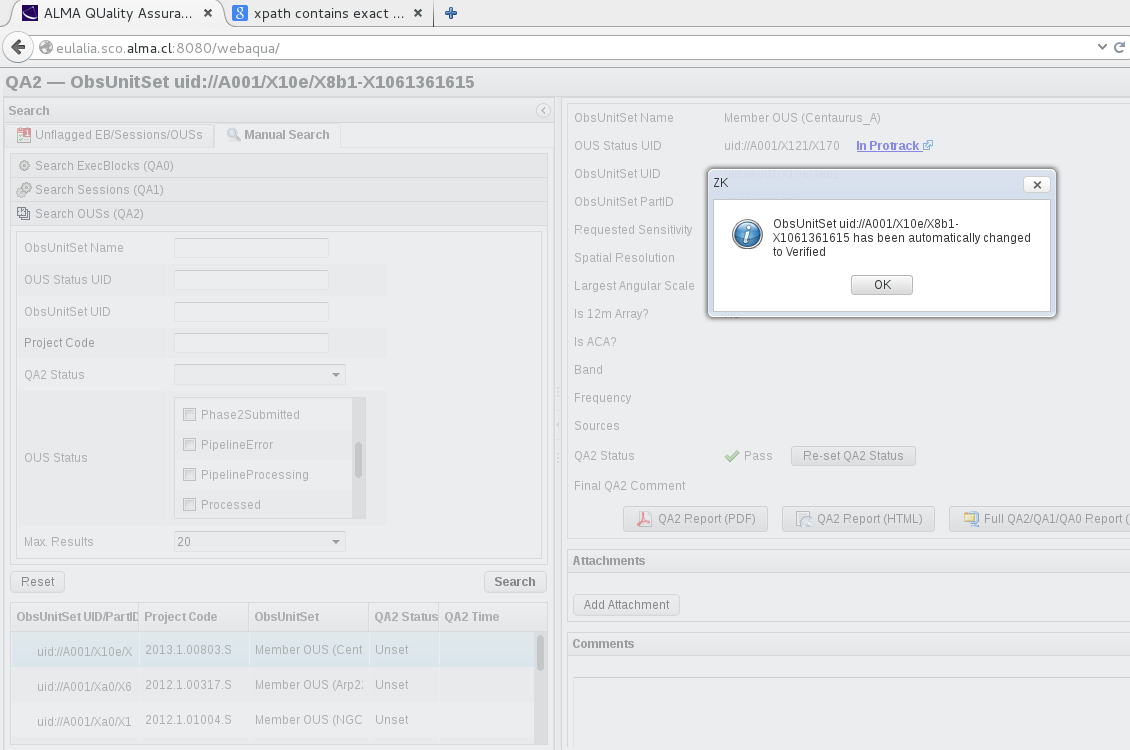 ALMA QUality Assura...
xpath contains exact ...
eulalia.sco.alma.cl:8080/webaqua/
QA2 — ObsUnitSet uid://A001/X10e/X8b1-X1061361615
Search
Unflagged EB/Sessions/OUSs
Manual Search
Search ExecBlocks (QA0)
Search Sessions (QA1)
Search OUSs (QA2)
ObsUnitSet Name
OUS Status UID
ObsUnitSet UID
Project Code
QA2 Status
OUS Status
Phase2Submitted
PipelineError
PipelineProcessing
Processed
Max. Results
20
Reset
Search
ObsUnitSet UID/PartID Project Code ObsUnitSet QA2 Status QA2 Time
uid://A001/X10e/X 2013.1.00803.S Member OUS (Cent Unset
uid://A001/Xa0/X6 2012.1.00317.S Member OUS (Arp22 Unset
uid://A001/Xa0/X1 2012.1.01004.S Member OUS (NGC Unset
ObsUnitSet Name Member OUS (Centaurus_A)
OUS Status UID uid://A001/X121/X170 In Protrack
ObsUnitSet UID
ObsUnitSet PartID
Requested Sensitivity
Spatial Resolution
Largest Angular Scale
Is 12m Array?
Is ACA?
Band
Frequency
Sources
QA2 Status Pass Re-set QA2 Status
Final QA2 Comment
QA2 Report (PDF) QA2 Report (HTML) Full QA2/QA1/QA0 Report (
Attachments
Add Attachment
Comments
ZK
ObsUnitSet uid://A001/X10e/X8b1-
X1061361615 has been automatically changed
to Verified
OK